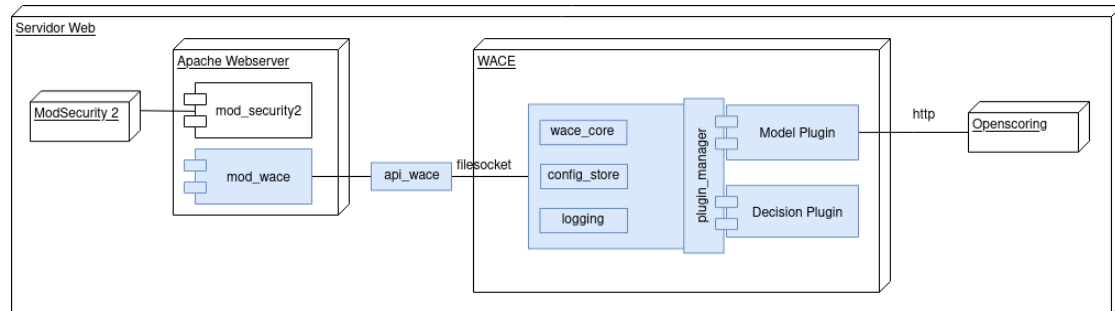 Servidor Web
Apache Webserver
WACE
ModSecurity 2
mod_security2
mod_wace
api_wace
filesocket
wace_core
config_store
logging
plugin_manager
Model Plugin
Decision Plugin
http
Openscoring